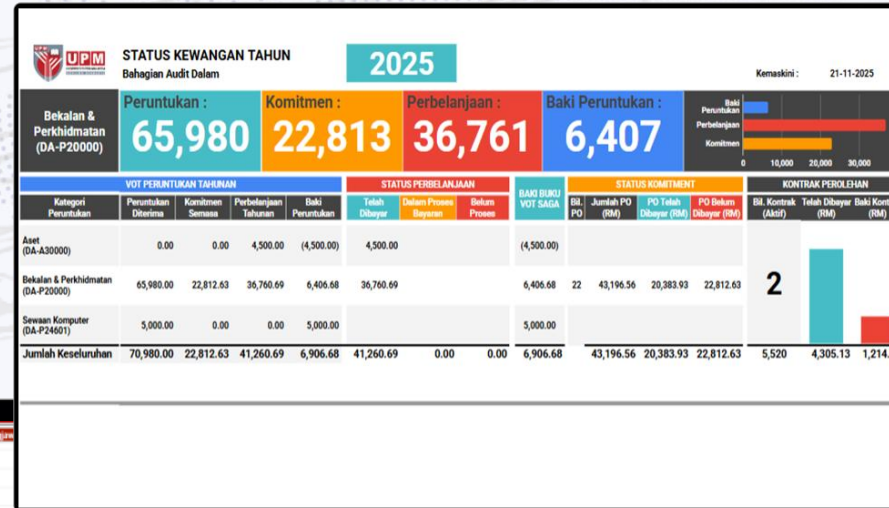 UPM
STATUS KEWANGAN TAHUN
Bahagian Audit Dalam
2025
Kemaskini : 21-11-2025
Bekalan &
Perkhidmatan
(DA-P20000)
Peruntukan :
65,980
Komitmen :
22,813
Perbelanjaan :
36,761
Baki Peruntukan :
6,407
Baki
Peruntukan
Perbelanjaan
Komitmen
0 10,000 20,000 30,000
VOT PERUNTUKAN TAHUNAN
Kategori
Peruntukan
Peruntukan
Diterima
Komitmen
Semasa
Perbelanjaan
Tahunan
Baki
Peruntukan
STATUS PERBELANJAAN
Telah
Dibayar
Dalam Proses
Bayaran
Belum
Proses
BAKI BUKU
VOT SAGA
STATUS KOMITMENT
Bil.
PO
Jumlah PO
(RM)
PO Telah
Dibayar (RM)
PO Belum
Dibayar (RM)
KONTRAK PEROLEHAN
Bil. Kontrak
(Aktif)
Telah Dibayar
(RM)
Baki Kont
(RM)
Aset
(DA-A30000)
0.00 0.00 4,500.00 (4,500.00) 4,500.00 (4,500.00)
Bekalan & Perkhidmatan
(DA-P20000)
65,980.00 22,812.63 36,760.69 6,406.68 36,760.69 6,406.68 22 43,196.56 20,383.93 22,812.63
2
Sewaan Komputer
(DA-P24601)
5,000.00 0.00 0.00 5,000.00 5,000.00
Jumlah Keseluruhan 70,980.00 22,812.63 41,260.69 6,906.68 41,260.69 0.00 0.00 6,906.68 43,196.56 20,383.93 22,812.63 5,520 4,305.13 1,214.